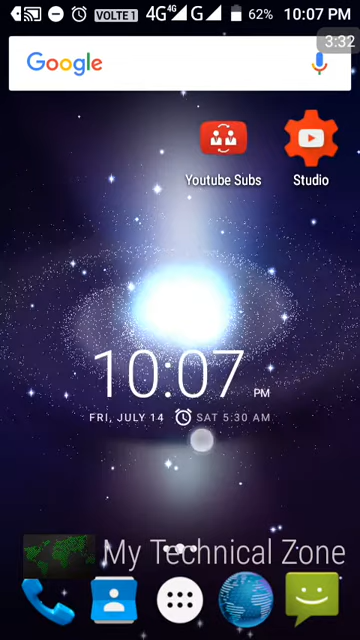 VOLTE 1 4G 4G G 62% 10:07 PM
3:32
Google
Youtube Subs Studio
10:07 PM
FRI, JULY 14 SAT 5:30 AM
My Technical Zone